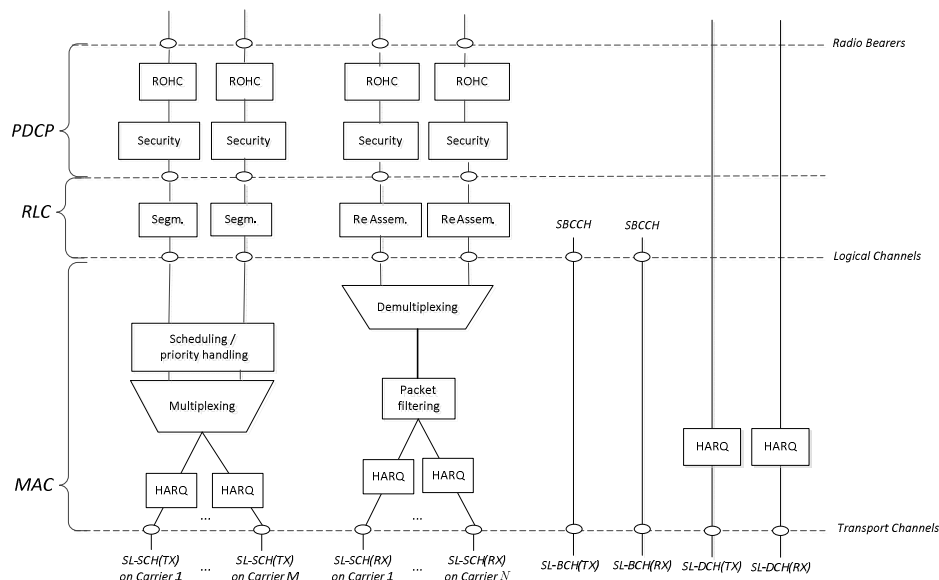 Radio Bearers
ROHC ROHC ROHC ROHC
PDCP
Security Security Security Security
RLC
Segm. Segm. Re Assem. Re Assem.
SBCCH SBCCH
Logical Channels
Demultiplexing
Scheduling /
priority handling
Packet
filtering
Multiplexing
HARQ HARQ
HARQ HARQ
MAC
HARQ HARQ
... ...
Transport Channels
SL-SCH(TX) SL-SCH(TX) SL-SCH(RX) SL-SCH(RX) SL-BCH(TX) SL-BCH(RX) SL-DCH(TX) SL-DCH(RX)
on Carrier 1 ... on Carrier M on Carrier 1 ... on Carrier N